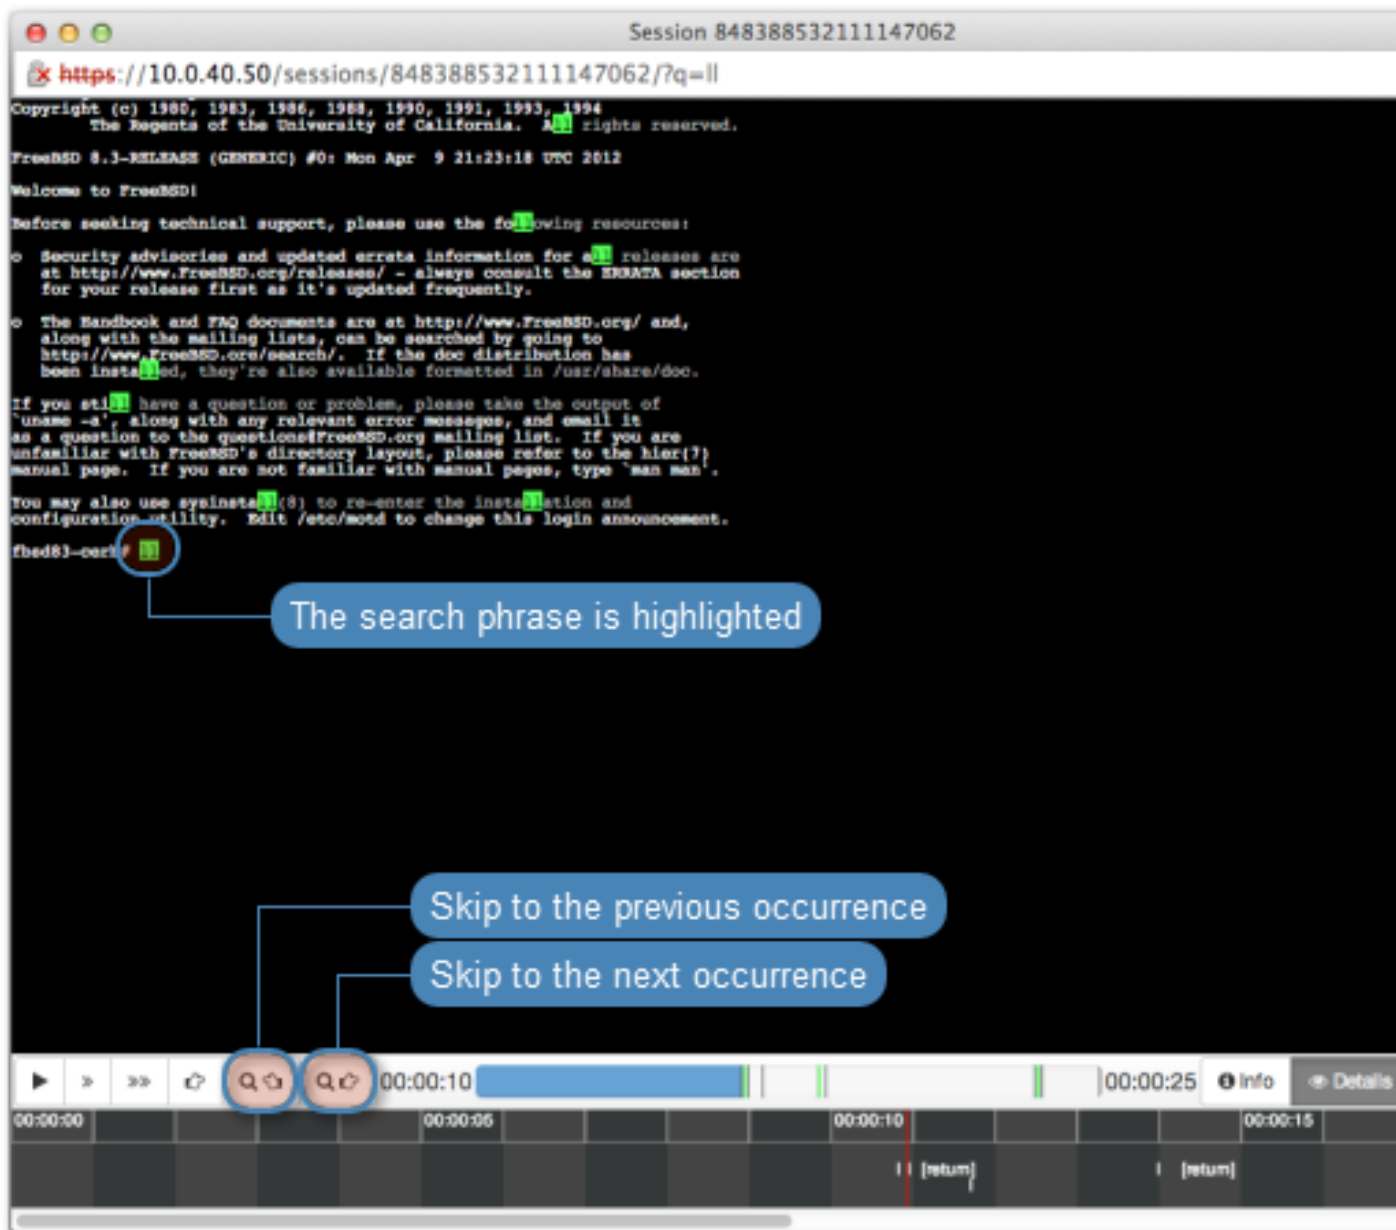 Session 848388532111147062
https://10.0.40.50/sessions/848388532111147062/?q=ll
Copyright (c) 1980, 1983, 1986, 1988, 1990, 1991, 1993, 1994
The Regents of the University of California. All rights reserved.
FreeBSD 8.3-RELEASE (GENERIC) #0: Mon Apr 9 21:23:18 UTC 2012
Welcome to FreeBSD!
Before seeking technical support, please use the following resources:
o Security advisories and updated errata information for all releases are
at http://www.FreeBSD.org/releases/ - always consult the ERRATA section
for your release first as it's updated frequently.
o The Handbook and FAQ documents are at http://www.FreeBSD.org/ and,
along with the mailing lists, can be searched by going to
http://www.FreeBSD.org/search/. If the doc distribution has
been installed, they're also available formatted in /usr/share/doc.
If you still have a question or problem, please take the output of
`uname -a', along with any relevant error messages, and email it
as a question to the questions@FreeBSD.org mailing list. If you are
unfamiliar with FreeBSD's directory layout, please refer to the hier(7)
manual page. If you are not familiar with manual pages, type `man man'.
You may also use sysinstall(8) to re-enter the installation and
configuration utility. Edit /etc/motd to change this login announcement.
fbsd83-cerb# ll
The search phrase is highlighted
Skip to the previous occurrence
Skip to the next occurrence
00:00:10 00:00:25 Info Details
00:00:00 00:00:05 00:00:10 00:00:15
l l [return] l [return]